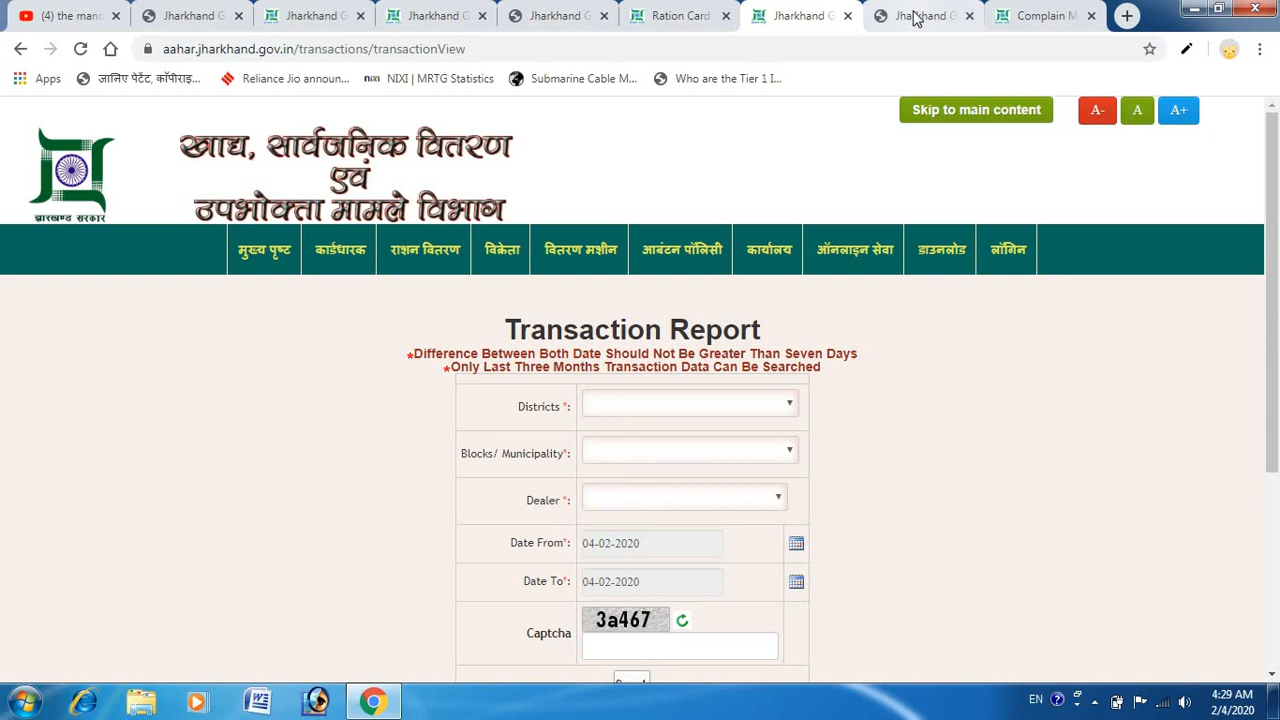 (4) the manc
Jharkhand G
Jharkhand G
Jharkhand G
Jharkhand G
Ration Card
Jharkhand G
Jharkhand G
Complain M
aahar.jharkhand.gov.in/transactions/transactionView
Apps
जानिए पेटेंट, कॉपीराइ...
Reliance Jio announ...
nixi
NIXI | MRTG Statistics
Submarine Cable M...
Who are the Tier 1 I...
Skip to main content
A-
A
A+
खाद्य, सार्वजनिक वितरण
एवं
उपभोक्ता मामले विभाग
झारखण्ड सरकार
मुख्य पृष्ट
कार्डधारक
राशन वितरण
विक्रेता
वितरण मशीन
आबंटन पॉलिसी
कार्यालय
ऑनलाइन सेवा
डाउनलोड
लॉगिन
Transaction Report
*Difference Between Both Date Should Not Be Greater Than Seven Days
*Only Last Three Months Transaction Data Can Be Searched
Districts *:
Blocks/ Municipality*:
Dealer *:
Date From*:
04-02-2020
Date To*:
04-02-2020
Captcha
3a467
EN
4:29 AM
2/4/2020